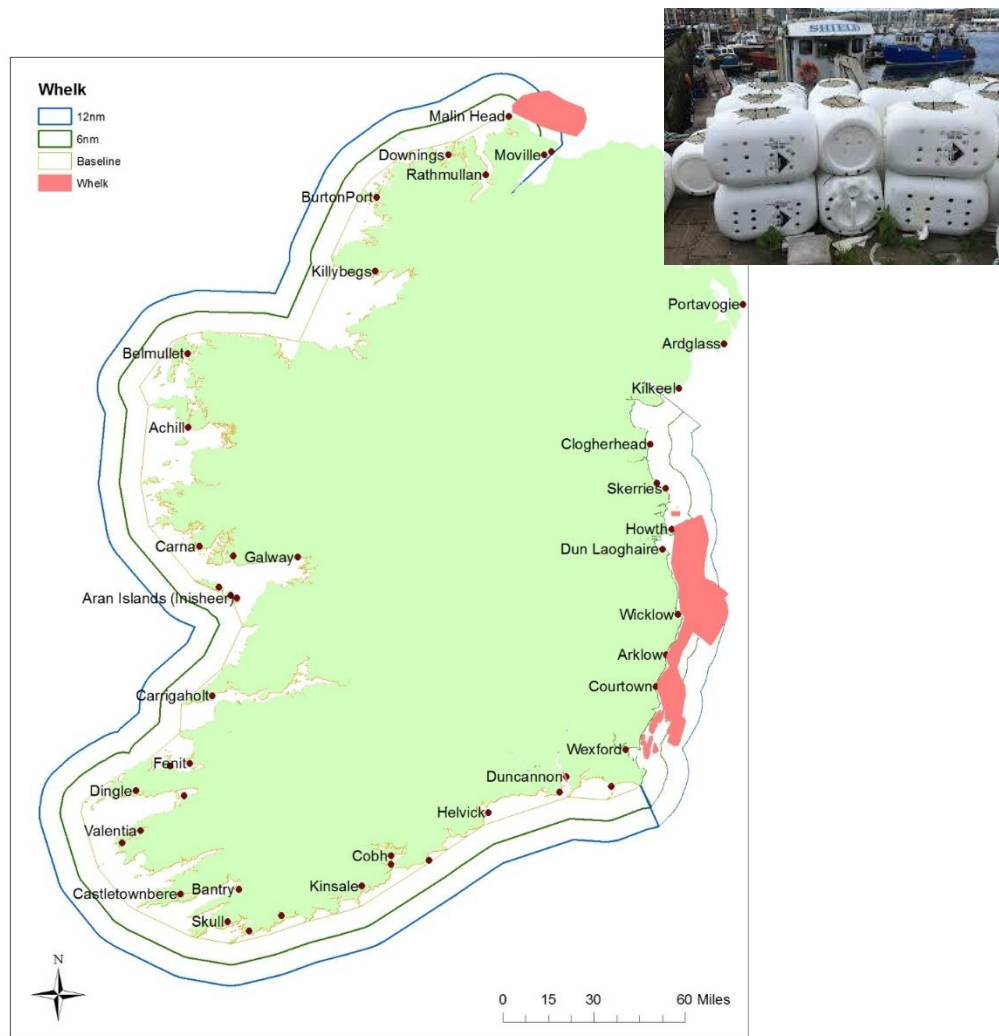 SHIELD
Whelk
12nm
6nm
Baseline
Whelk
Malin Head
Downings
Moville
Rathmullan
BurtonPort
Killybegs
Portavogie
Ardglass
Belmullet
Kilkeel
Achill
Clogherhead
Skerries
Howth
Carna
Galway
Dun Laoghaire
Aran Islands (Inisheer)
Wicklow
Arklow
Courtown
Carrigaholt
Wexford
Fenit
Duncannon
Dingle
Helvick
Valentia
Cobh
Kinsale
Castletownbere
Bantry
Skull
N
0 15 30 60 Miles